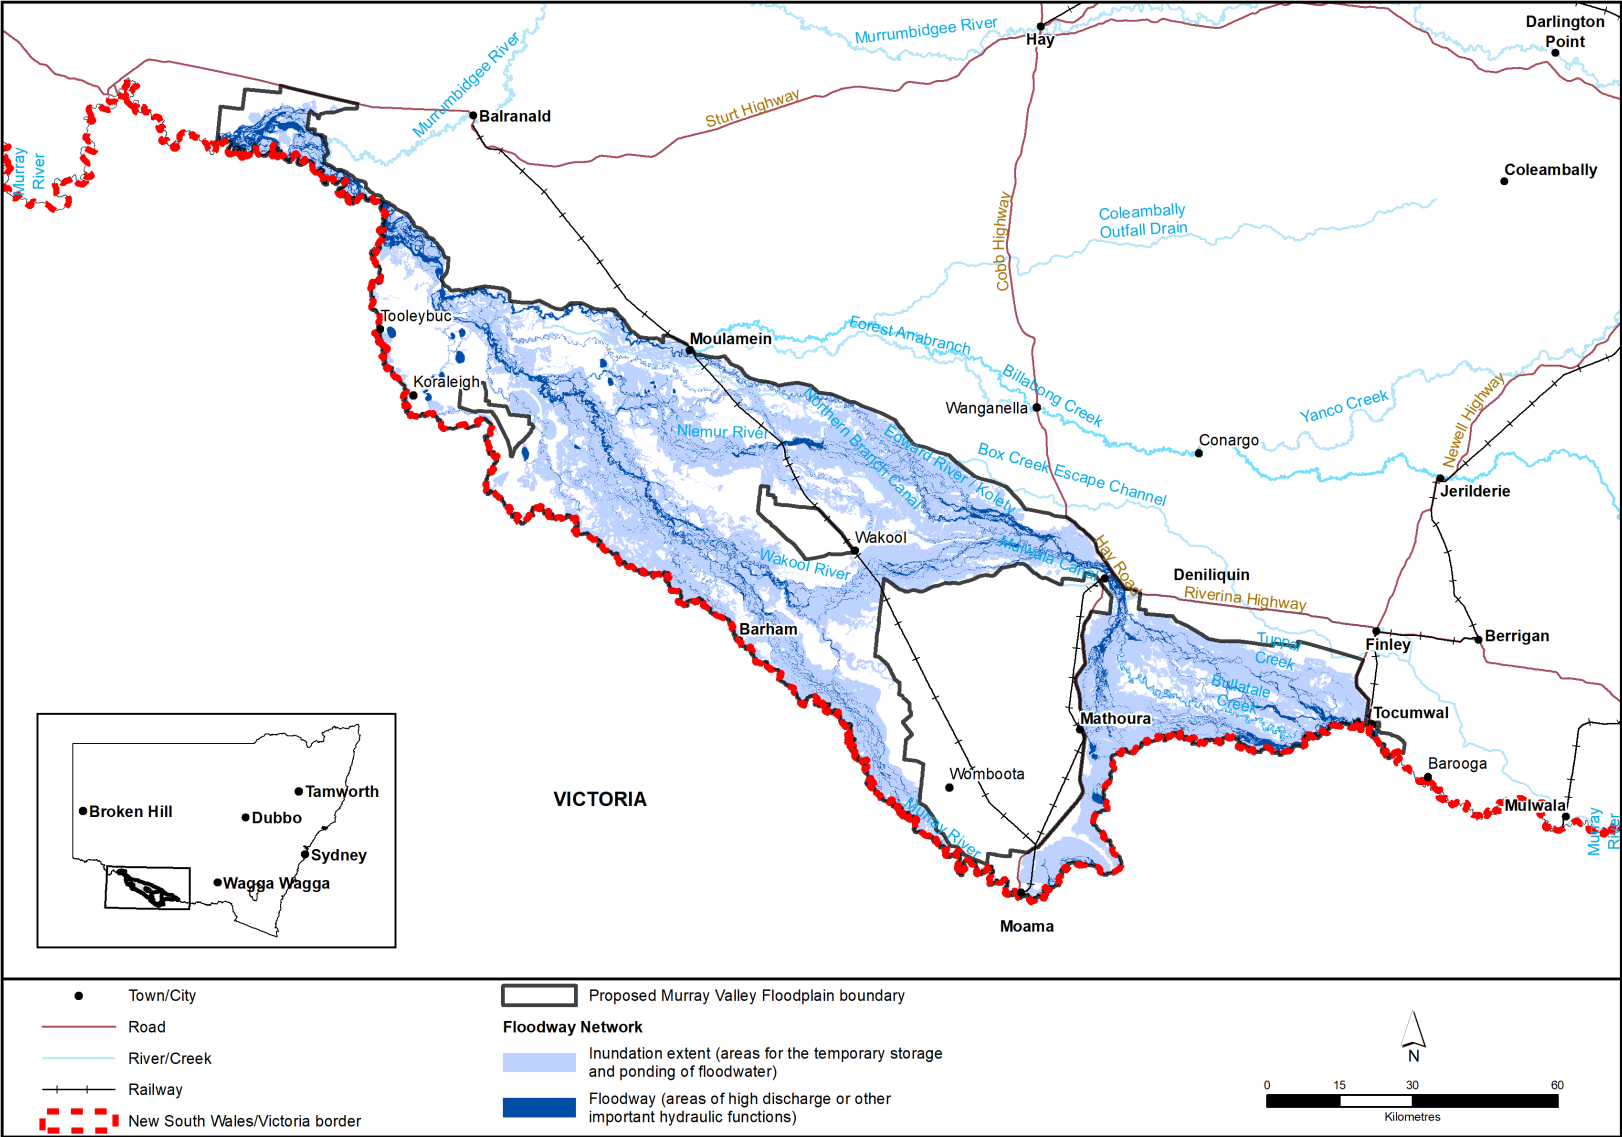 Murrumbidgee River
Hay
Darlington
Point
Murrumbidgee River
Balranald
Sturt Highway
Murray
River
Coleambally
Cobb Highway
Coleambally
Outfall Drain
Tooleybuc
Moulamein
Forest Anabranch
Billabong Creek
Koraleigh
Wanganella
Yanco Creek
Newell Highway
Niemur River
Northern Branch Canal
Edward River / Kolety
Box Creek Escape Channel
Conargo
Jerilderie
Wakool
Wakool River
Mulwala Canal
Hay Road
Deniliquin
Riverina Highway
Barham
Tuppal
Creek
Finley
Berrigan
Bullatale
Creek
Mathoura
Tocumwal
Womboota
Barooga
VICTORIA
Murray River
Mulwala
Murray
River
Moama
Tamworth
Broken Hill
Dubbo
Sydney
Wagga Wagga
Town/City
Road
River/Creek
Railway
New South Wales/Victoria border
Proposed Murray Valley Floodplain boundary
Floodway Network
Inundation extent (areas for the temporary storage
and ponding of floodwater)
Floodway (areas of high discharge or other
important hydraulic functions)
N
0 15 30 60
Kilometres